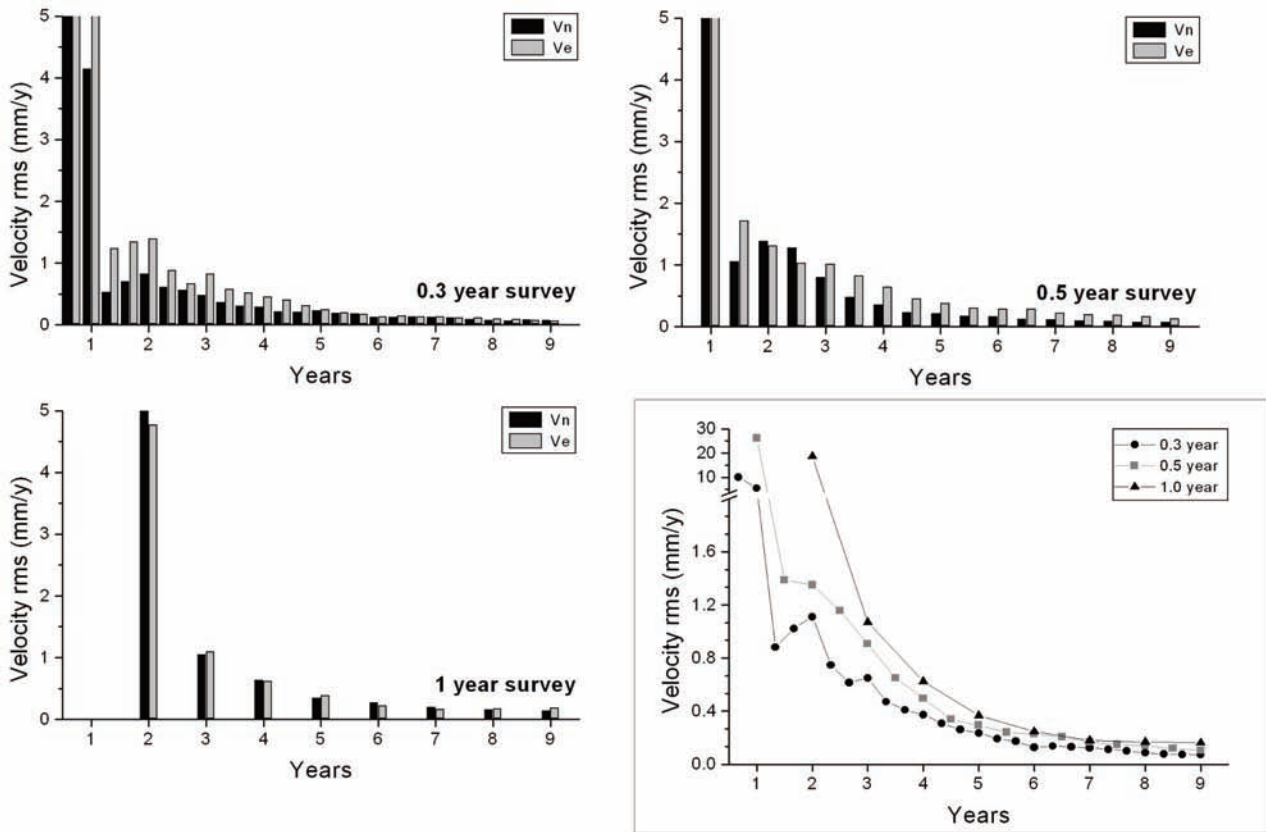 Velocity rms (mm/y)
5
4
3
2
1
0
Vn
Ve
0.3 year survey
1 2 3 4 5 6 7 8 9
Years
Velocity rms (mm/y)
5
4
3
2
1
0
Vn
Ve
0.5 year survey
1 2 3 4 5 6 7 8 9
Years
Velocity rms (mm/y)
5
4
3
2
1
0
Vn
Ve
1 year survey
1 2 3 4 5 6 7 8 9
Years
Velocity rms (mm/y)
30
20
10
1.6
1.2
0.8
0.4
0.0
0.3 year
0.5 year
1.0 year
1 2 3 4 5 6 7 8 9
Years